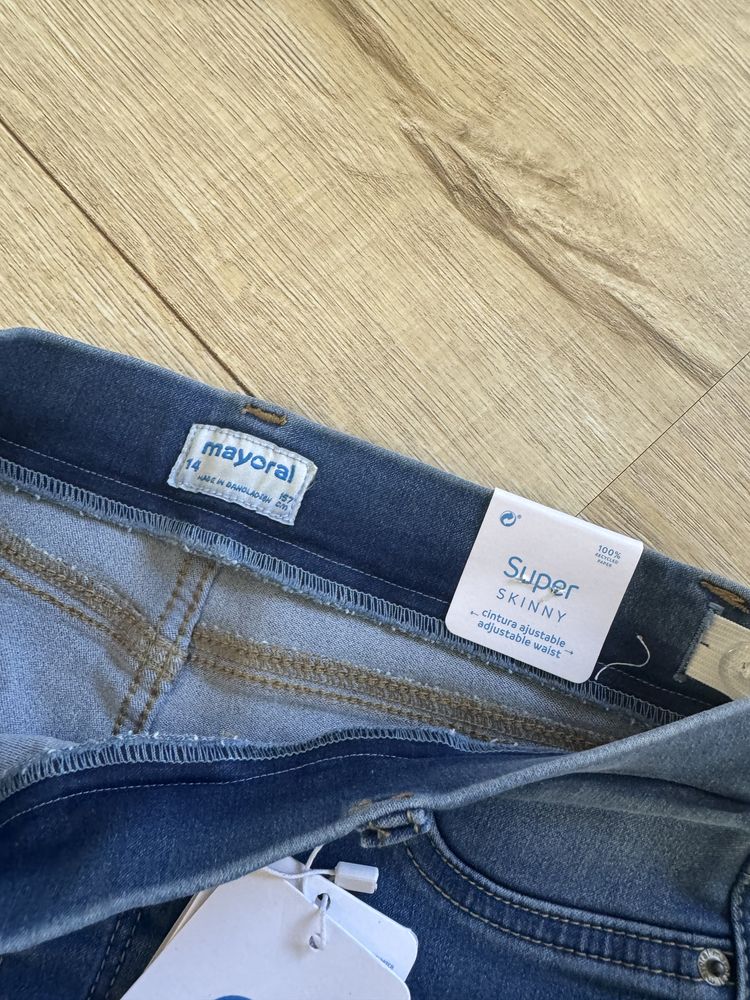 mayoral
14
MADE IN BANGLADESH
157
cm
100%
RECYCLED
PAPER
Super
SKINNY
← cintura ajustable
adjustable waist →